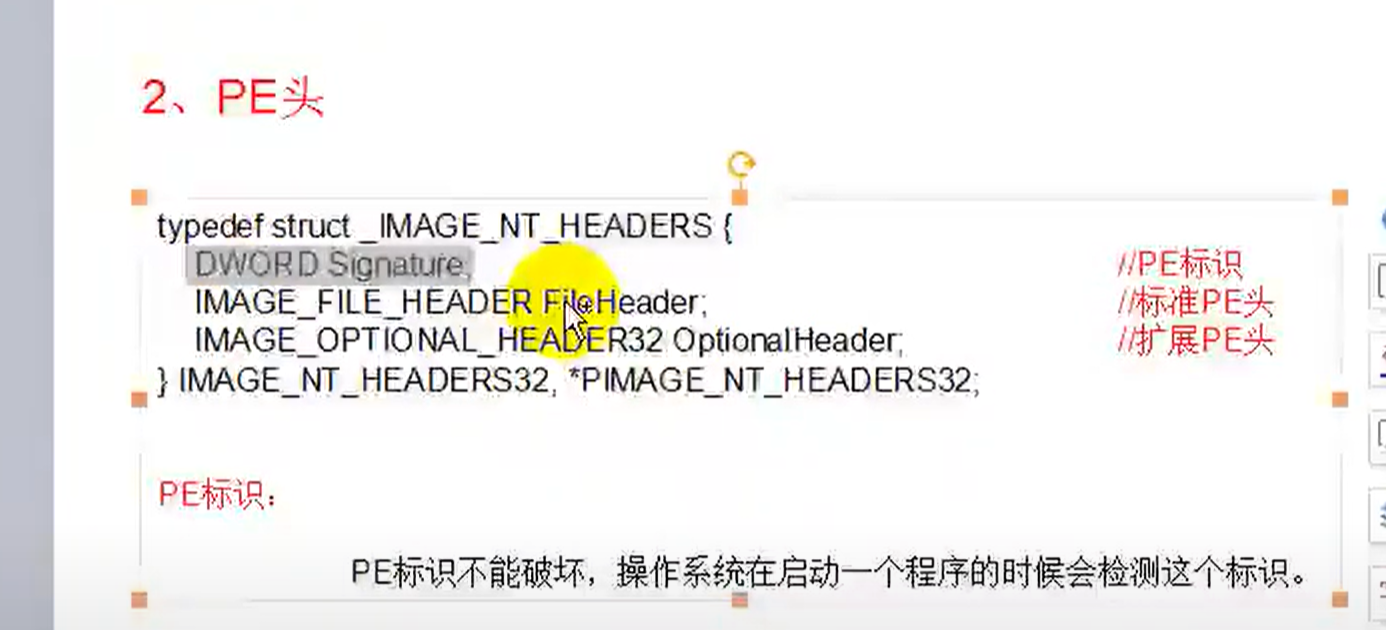 2、PE头
typedef struct _IMAGE_NT_HEADERS {
DWORD Signature; //PE标识
IMAGE_FILE_HEADER FileHeader; //标准PE头
IMAGE_OPTIONAL_HEADER32 OptionalHeader; //扩展PE头
} IMAGE_NT_HEADERS32, *PIMAGE_NT_HEADERS32;
PE标识：
PE标识不能破坏，操作系统在启动一个程序的时候会检测这个标识。